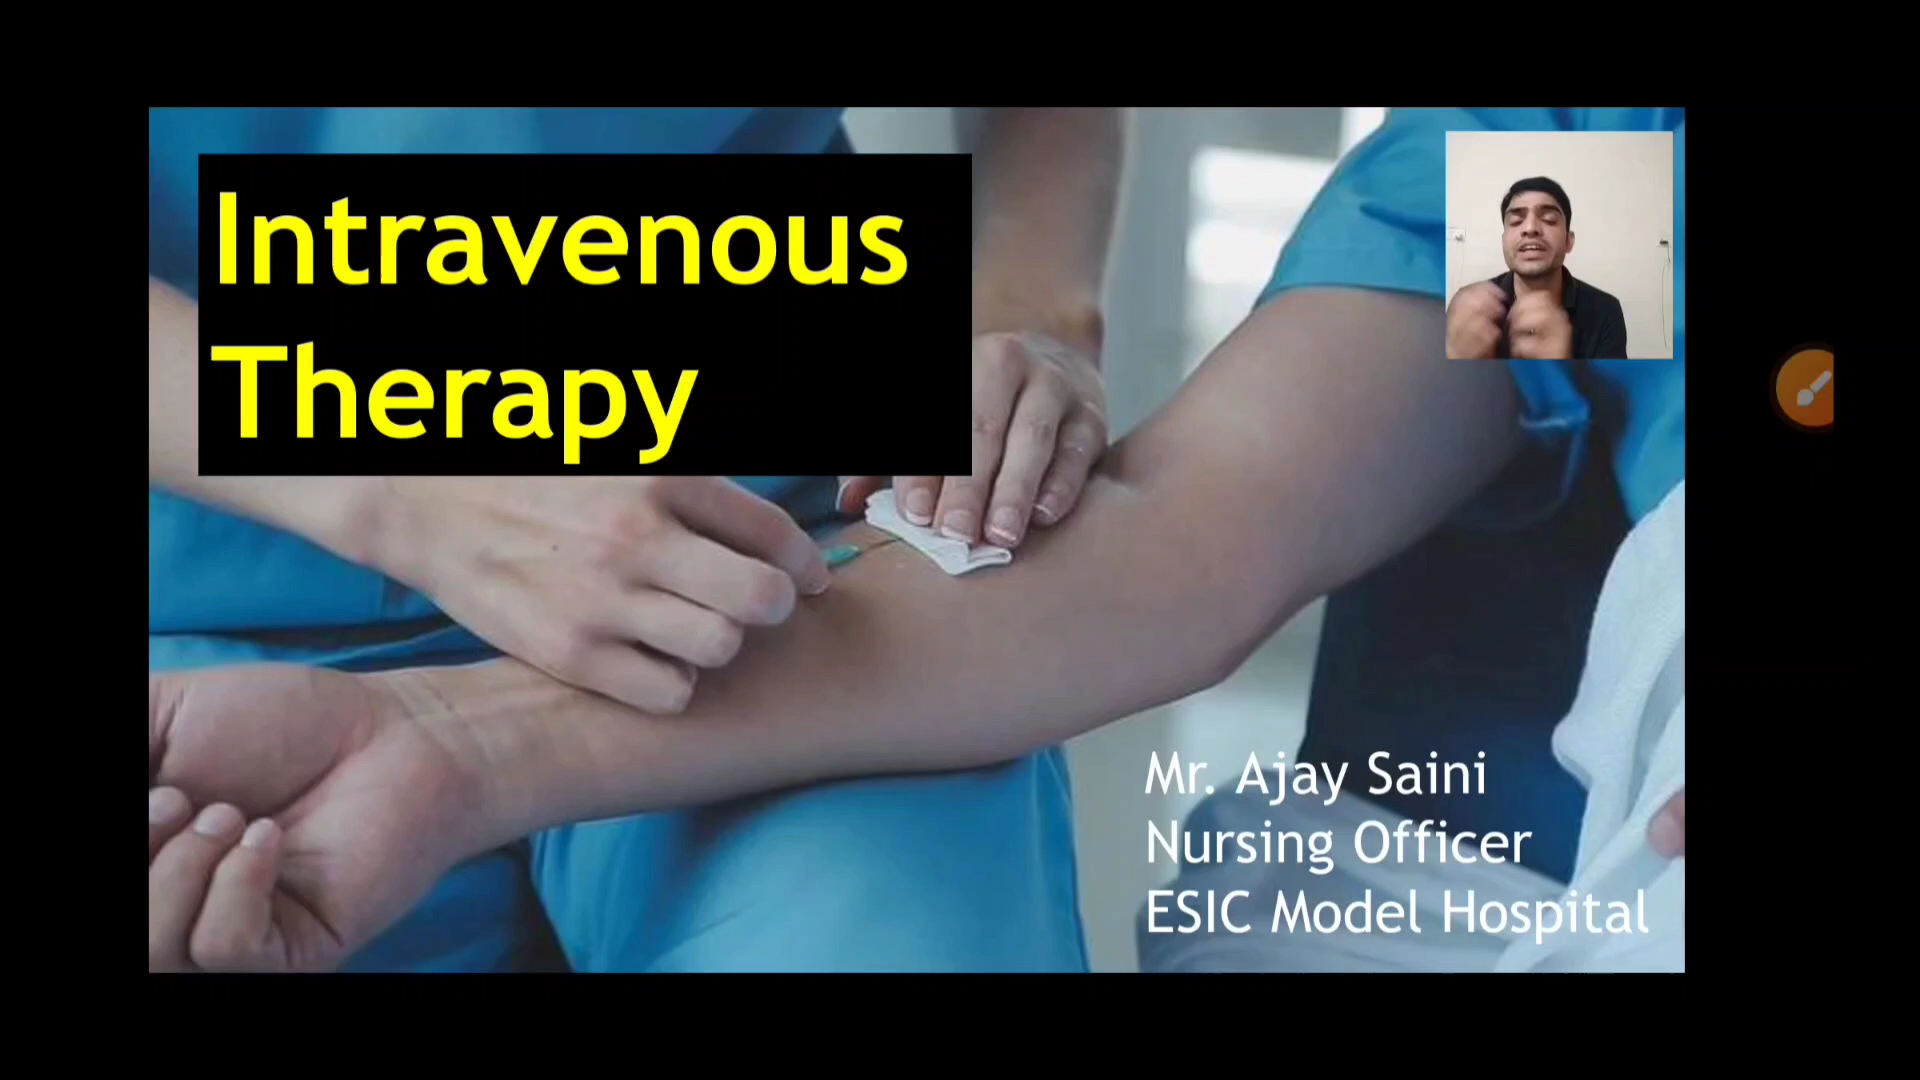 Intravenous
Therapy
Mr. Ajay Saini
Nursing Officer
ESIC Model Hospital